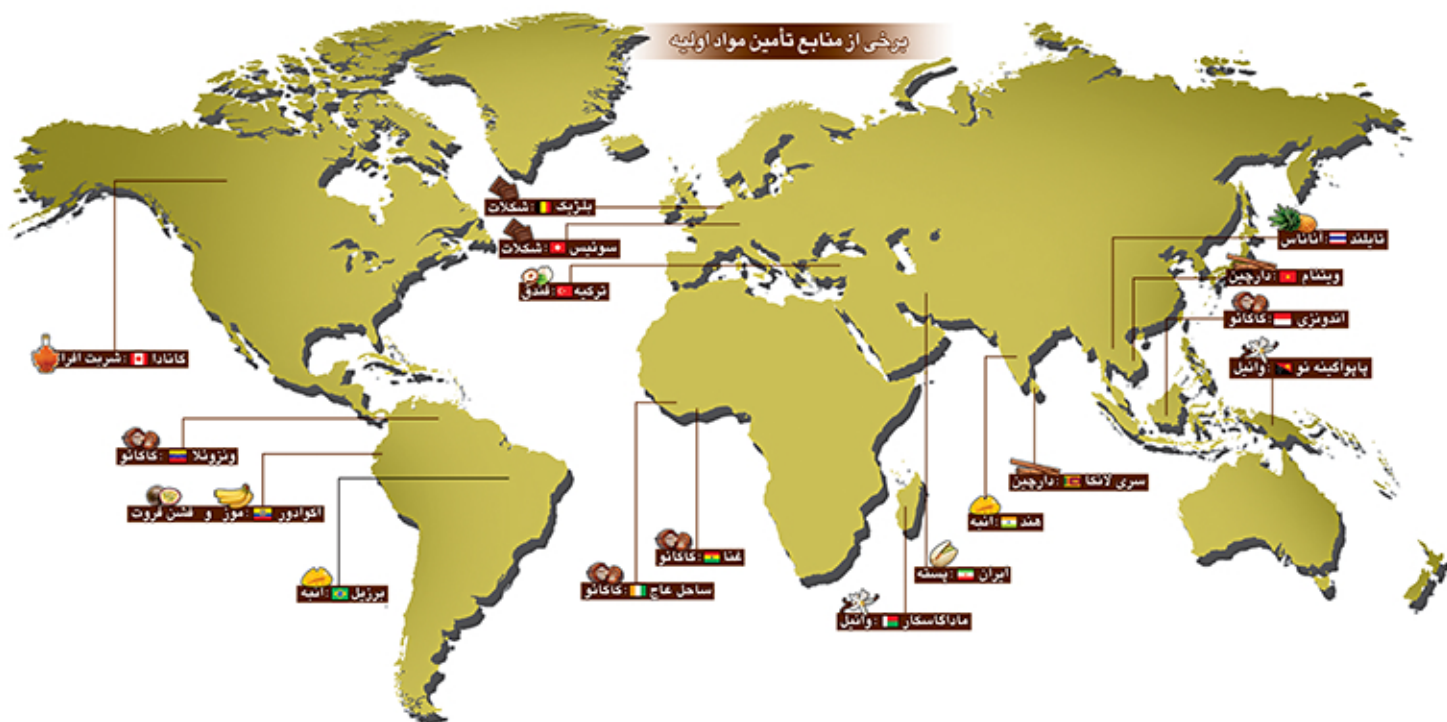 برخی از منابع تأمین مواد اولیه
بلژیک : شکلات
سوئیس : شکلات
ترکیه : فندق
تایلند : آناناس
ویتنام : دارچین
اندونزی : کاکائو
پاپوآگینه نو : وانیل
کانادا : شربت افرا
ونزوئلا : کاکائو
اکوادور : موز و فشن فروت
برزیل : انبه
غنا : کاکائو
ساحل عاج : کاکائو
ماداگاسکار : وانیل
ایران : پسته
هند : انبه
سری لانکا : دارچین